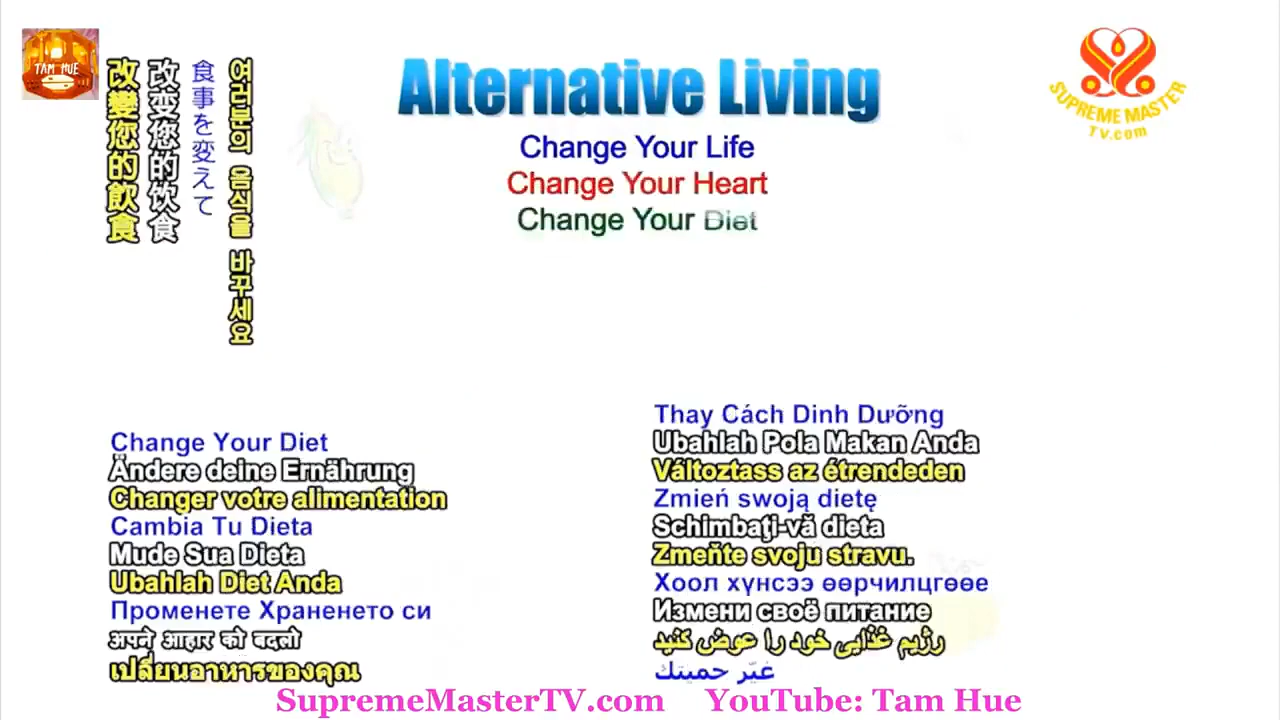 TAM HUE
改變您的飲食
改变您的饮食
食事を変えて
여러분의 음식을 바꾸세요
Alternative Living
Change Your Life
Change Your Heart
Change Your Diet
SUPREME MASTER
TV.com
Change Your Diet
Ändere deine Ernährung
Changer votre alimentation
Cambia Tu Dieta
Mude Sua Dieta
Ubahlah Diet Anda
Променете Храненето си
अपने आहार को बदलो
เปลี่ยนอาหารของคุณ
Thay Cách Dinh Dưỡng
Ubahlah Pola Makan Anda
Változtass az étrendeden
Zmień swoją dietę
Schimbaţi-vă dieta
Zmeňte svoju stravu.
Хоол хүнсээ өөрчилцгөөе
Измени своё питание
رژیم غذایی خود را عوض کنید
غيّر حميتك
SupremeMasterTV.com YouTube: Tam Hue